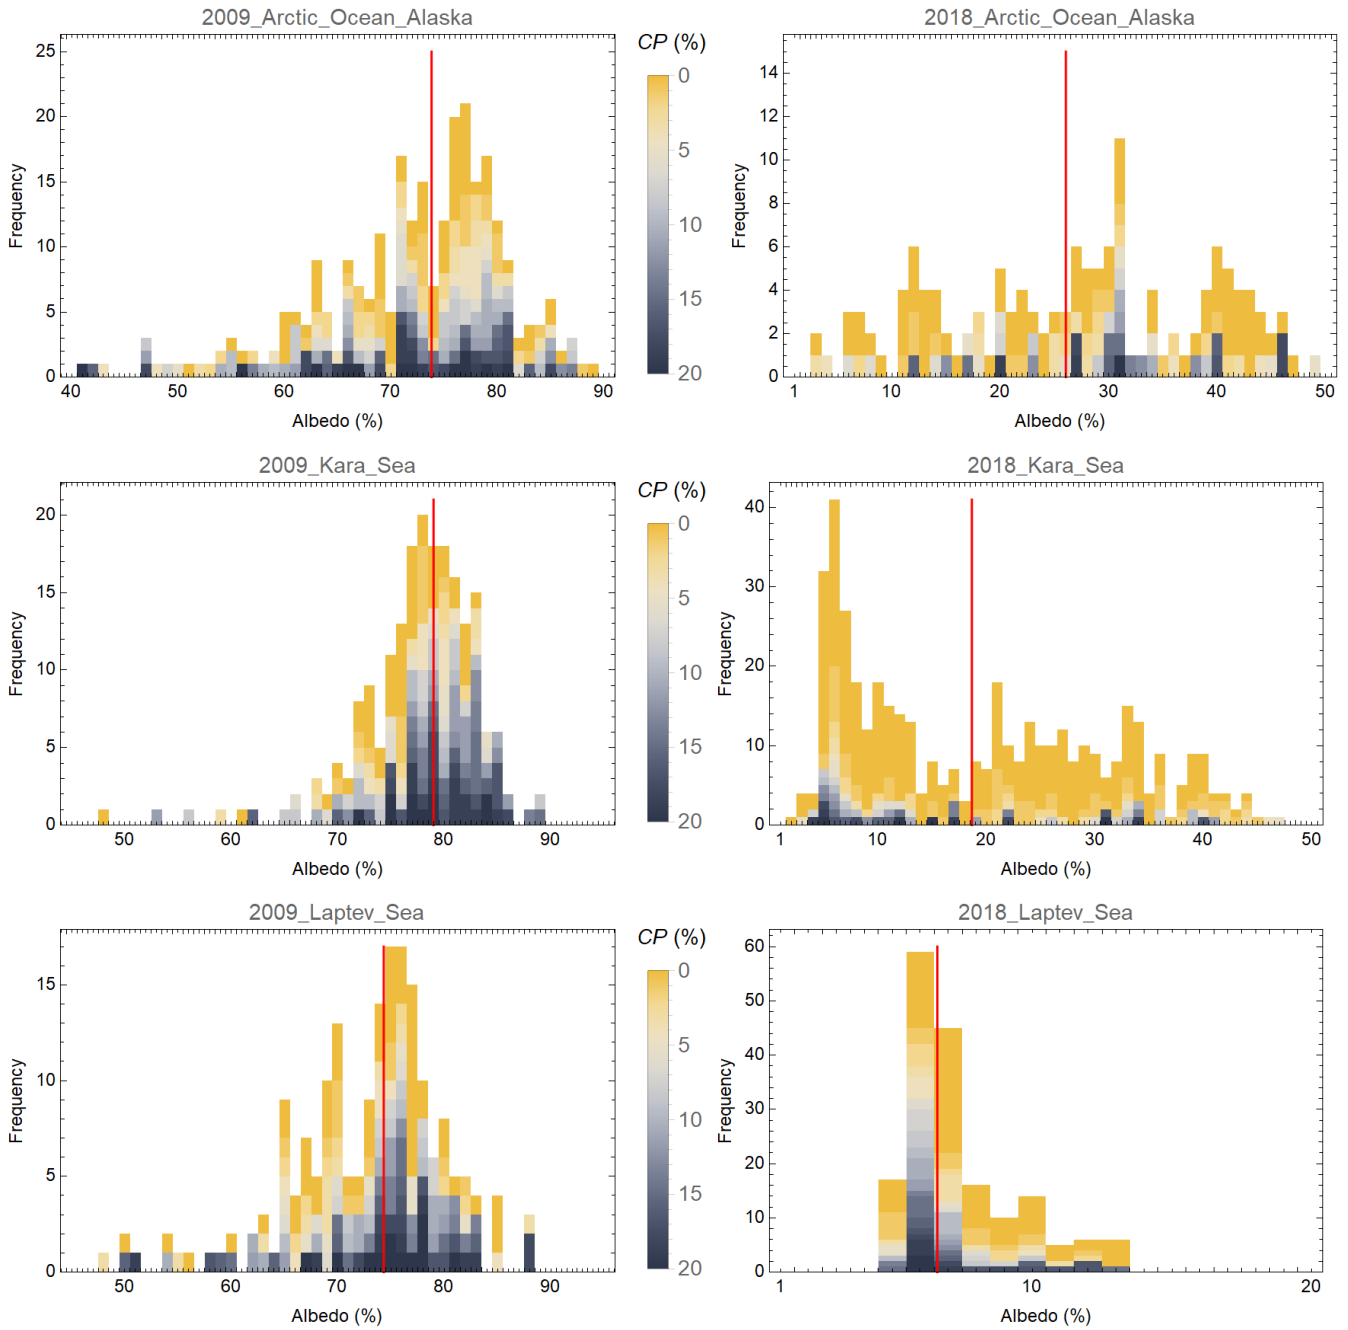 2009_Arctic_Ocean_Alaska
25
20
15
10
5
0
Frequency
40 50 60 70 80 90
Albedo (%)
CP (%)
0
5
10
15
20
2018_Arctic_Ocean_Alaska
14
12
10
8
6
4
2
0
Frequency
1 10 20 30 40 50
Albedo (%)
2009_Kara_Sea
20
15
10
5
0
Frequency
50 60 70 80 90
Albedo (%)
CP (%)
0
5
10
15
20
2018_Kara_Sea
40
30
20
10
0
Frequency
1 10 20 30 40 50
Albedo (%)
2009_Laptev_Sea
15
10
5
0
Frequency
50 60 70 80 90
Albedo (%)
CP (%)
0
5
10
15
20
2018_Laptev_Sea
60
50
40
30
20
10
0
Frequency
1 10 20
Albedo (%)